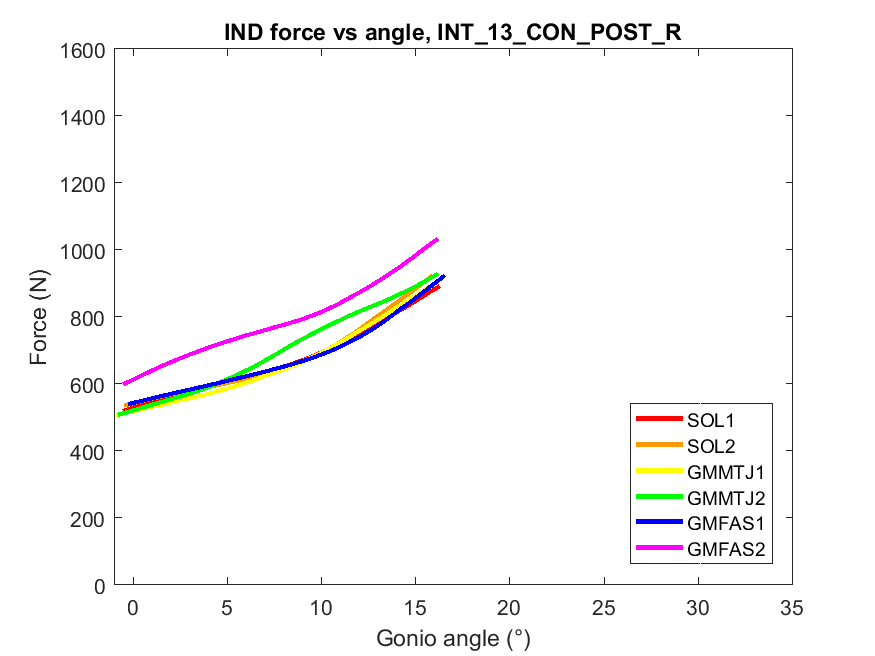 IND force vs angle, INT_13_CON_POST_R
1600
1400
1200
1000
800
600
400
200
0
Force (N)
0 5 10 15 20 25 30 35
Gonio angle (°)
SOL1
SOL2
GMMTJ1
GMMTJ2
GMFAS1
GMFAS2